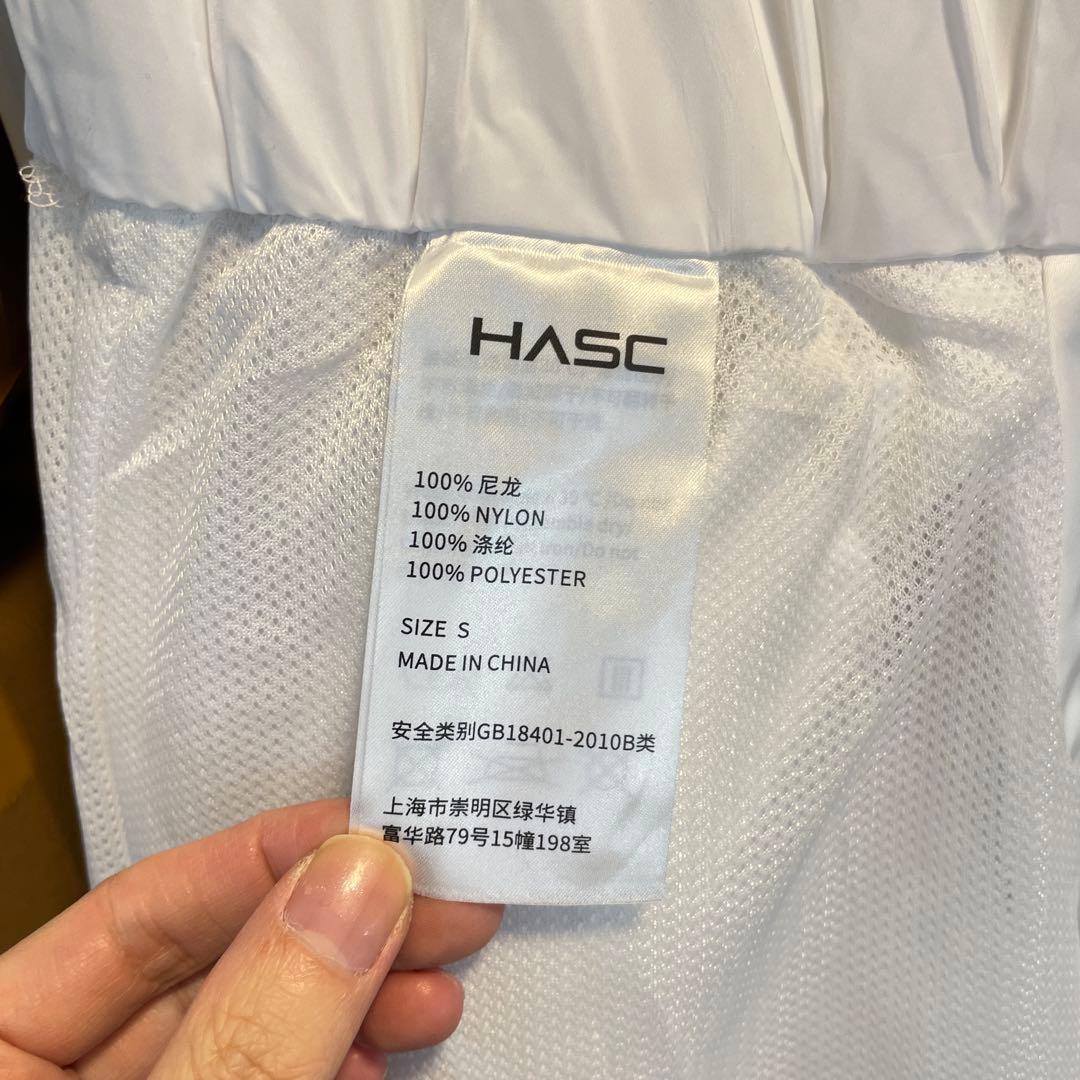 HASC
100% 尼龙
100% NYLON
100% 涤纶
100% POLYESTER
SIZE S
MADE IN CHINA
安全类别GB18401-2010B类
上海市崇明区绿华镇
富华路79号15幢198室